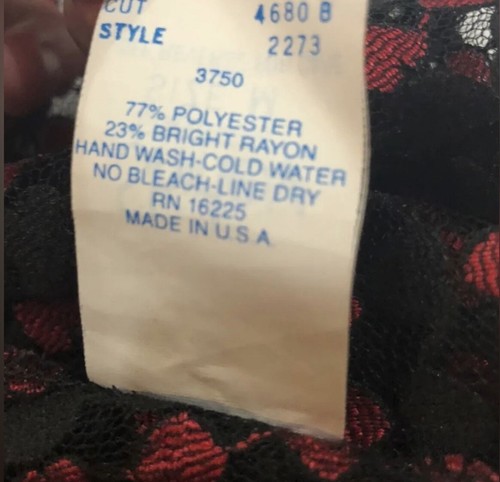 CUT 4680 B
STYLE 2273
3750
77% POLYESTER
23% BRIGHT RAYON
HAND WASH-COLD WATER
NO BLEACH-LINE DRY
RN 16225
MADE IN U S A